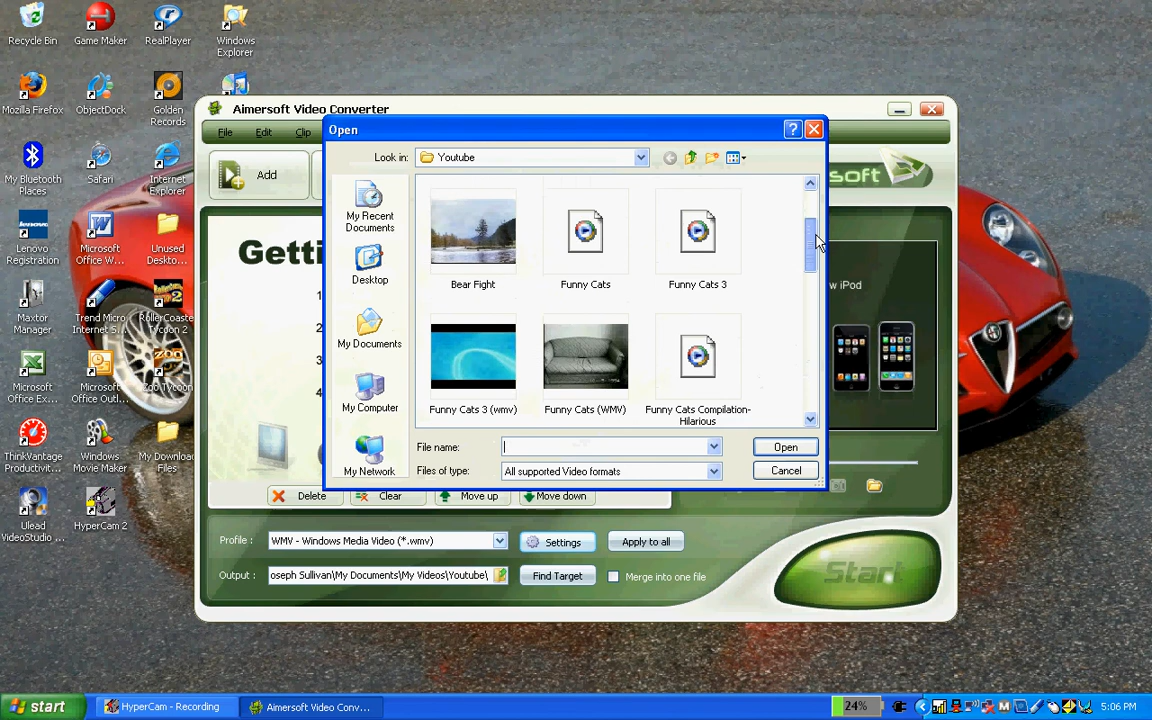 Recycle Bin
Game Maker
RealPlayer
Windows
Explorer
Mozilla Firefox
ObjectDock
Golden
Records
My Bluetooth
Places
Safari
Internet
Explorer
Lenovo
Registration
Microsoft
Office W...
Unused
Deskto...
Maxtor
Manager
Trend Micro
Internet S...
RollerCoaster
Tycoon 2
Microsoft
Office Ex...
Microsoft
Office Outl...
Zoo Tycoon
ThinkVantage
Productivit...
Windows
Movie Maker
My Download
Files
Ulead
VideoStudio ...
HyperCam 2
Aimersoft Video Converter
File
Edit
Clip
Add
soft
Getti
1
2
3
4
w iPod
Open
Look in:
Youtube
My Recent
Documents
Desktop
My Documents
My Computer
My Network
Bear Fight
Funny Cats
Funny Cats 3
Funny Cats 3 (wmv)
Funny Cats (WMV)
Funny Cats Compilation-
Hilarious
File name:
Open
Files of type:
All supported Video formats
Cancel
Delete
Clear
Move up
Move down
Profile :
WMV - Windows Media Video (*.wmv)
Settings
Apply to all
Output :
oseph Sullivan\My Documents\My Videos\Youtube\
Find Target
Merge into one file
Start
start
HyperCam - Recording
Aimersoft Video Conv...
24%
5:06 PM